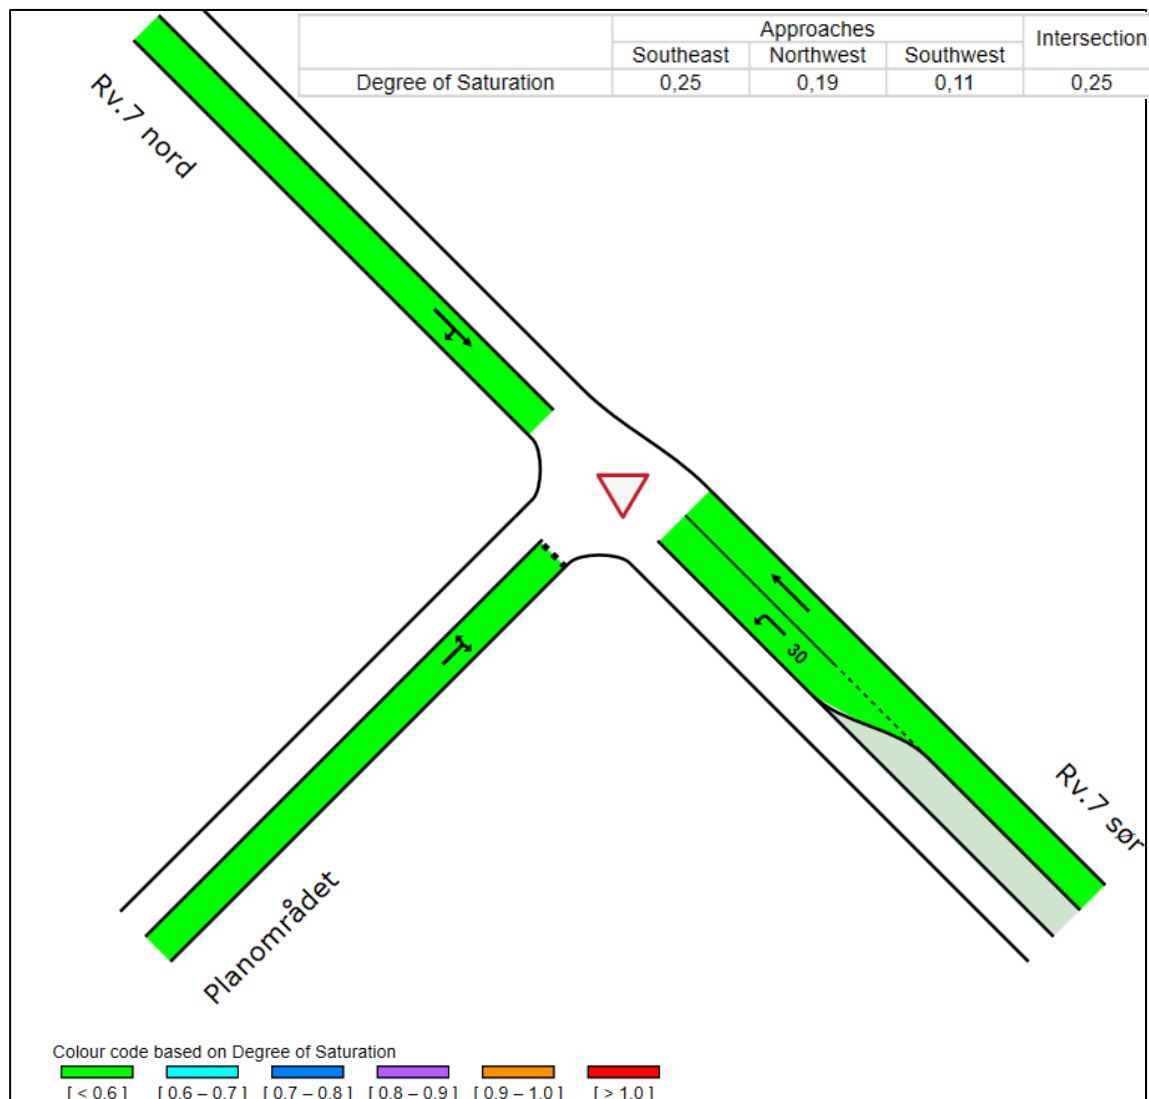 Approaches
Southeast Northwest Southwest Intersection
Degree of Saturation 0,25 0,19 0,11 0,25
Rv.7 nord
30
Rv.7 sør
Planområdet
Colour code based on Degree of Saturation
[ < 0.6 ] [ 0.6 – 0.7 ] [ 0.7 – 0.8 ] [ 0.8 – 0.9 ] [ 0.9 – 1.0 ] [ > 1.0 ]